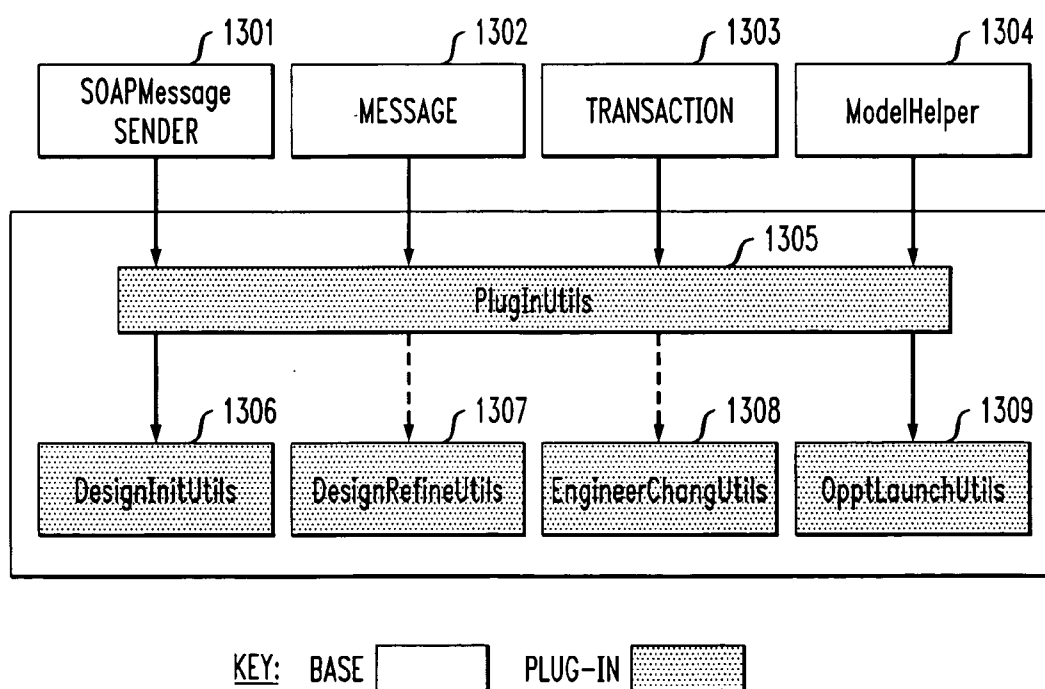 1301
1302
1303
1304
SOAPMessage
SENDER
MESSAGE
TRANSACTION
ModelHelper
1305
PlugInUtils
1306
1307
1308
1309
DesignInitUtils
DesignRefineUtils
EngineerChangUtils
OpptLaunchUtils
KEY: BASE PLUG-IN